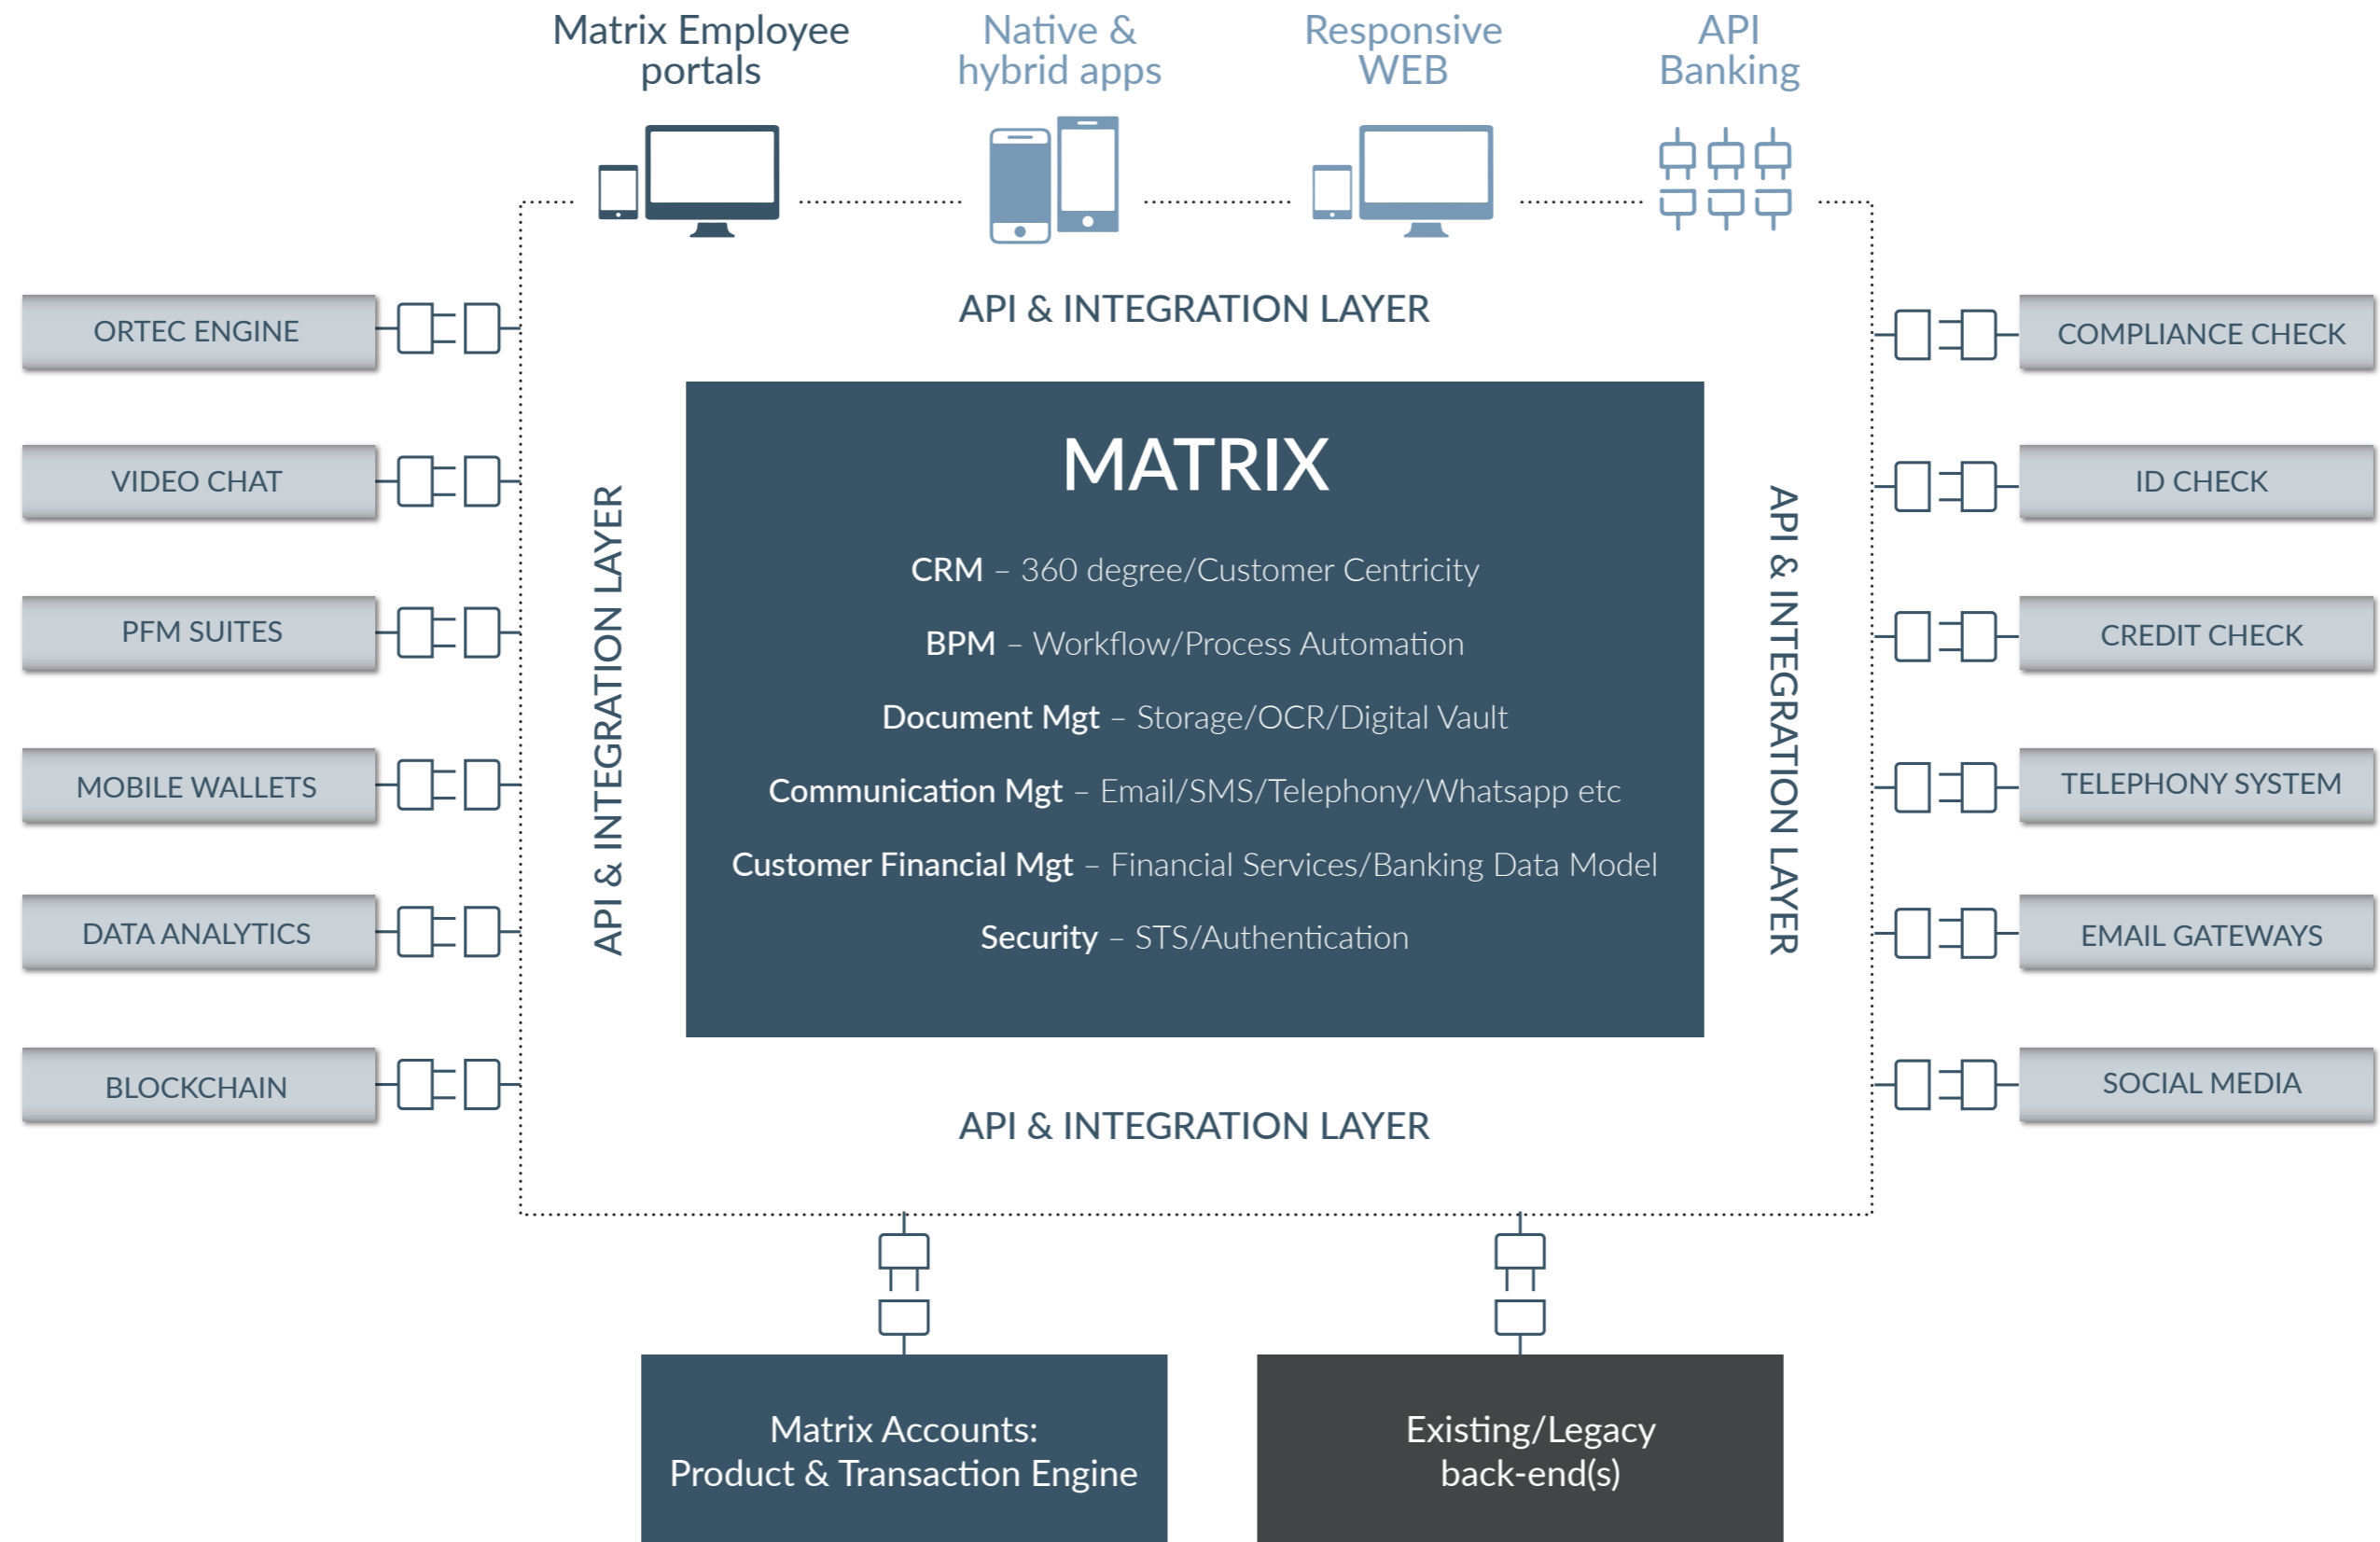 Matrix Employee
portals
Native &
hybrid apps
Responsive
WEB
API
Banking
API & INTEGRATION LAYER
ORTEC ENGINE
VIDEO CHAT
PFM SUITES
MOBILE WALLETS
DATA ANALYTICS
BLOCKCHAIN
API & INTEGRATION LAYER
MATRIX
CRM – 360 degree/Customer Centricity
BPM – Workflow/Process Automation
Document Mgt – Storage/OCR/Digital Vault
Communication Mgt – Email/SMS/Telephony/Whatsapp etc
Customer Financial Mgt – Financial Services/Banking Data Model
Security – STS/Authentication
API & INTEGRATION LAYER
COMPLIANCE CHECK
ID CHECK
CREDIT CHECK
TELEPHONY SYSTEM
EMAIL GATEWAYS
SOCIAL MEDIA
API & INTEGRATION LAYER
Matrix Accounts:
Product & Transaction Engine
Existing/Legacy
back-end(s)